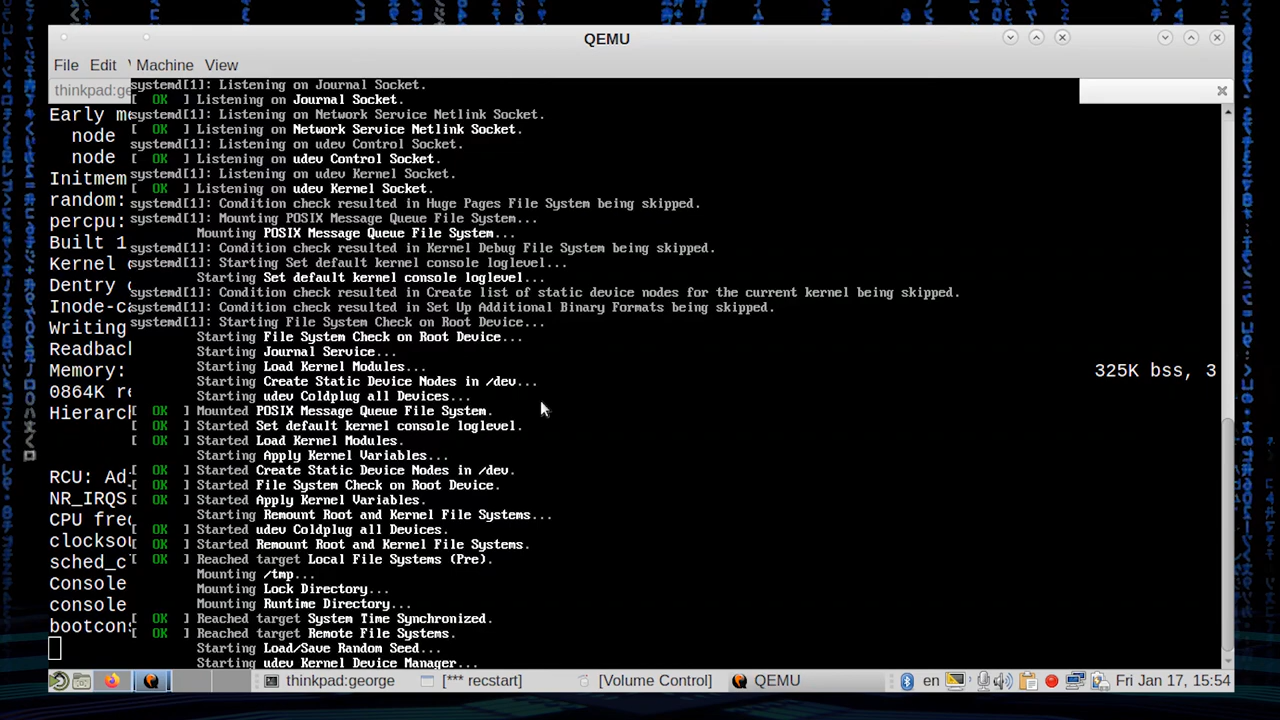 QEMU
File Edit V Machine View
thinkpad:ge
Early me
node
node
Initmem
random:
percpu:
Built 1
Kernel
Dentry
Inode-ca
Writing
Readback
Memory:
0864K re
Hierarch
RCU: Ad
NR_IRQS
CPU fre
clocksou
sched_c
Console
console
bootcons
systemd[1]: Listening on Journal Socket.
[ OK ] Listening on Journal Socket.
systemd[1]: Listening on Network Service Netlink Socket.
[ OK ] Listening on Network Service Netlink Socket.
systemd[1]: Listening on udev Control Socket.
[ OK ] Listening on udev Control Socket.
systemd[1]: Listening on udev Kernel Socket.
[ OK ] Listening on udev Kernel Socket.
systemd[1]: Condition check resulted in Huge Pages File System being skipped.
systemd[1]: Mounting POSIX Message Queue File System...
Mounting POSIX Message Queue File System...
systemd[1]: Condition check resulted in Kernel Debug File System being skipped.
systemd[1]: Starting Set default kernel console loglevel...
Starting Set default kernel console loglevel...
systemd[1]: Condition check resulted in Create list of static device nodes for the current kernel being skipped.
systemd[1]: Condition check resulted in Set Up Additional Binary Formats being skipped.
systemd[1]: Starting File System Check on Root Device...
Starting File System Check on Root Device...
Starting Journal Service...
Starting Load Kernel Modules...
Starting Create Static Device Nodes in /dev...
Starting udev Coldplug all Devices...
[ OK ] Mounted POSIX Message Queue File System.
[ OK ] Started Set default kernel console loglevel.
[ OK ] Started Load Kernel Modules.
Starting Apply Kernel Variables...
[ OK ] Started Create Static Device Nodes in /dev.
[ OK ] Started File System Check on Root Device.
[ OK ] Started Apply Kernel Variables.
Starting Remount Root and Kernel File Systems...
[ OK ] Started udev Coldplug all Devices.
[ OK ] Started Remount Root and Kernel File Systems.
[ OK ] Reached target Local File Systems (Pre).
Mounting /tmp...
Mounting Lock Directory...
Mounting Runtime Directory...
[ OK ] Reached target System Time Synchronized.
[ OK ] Reached target Remote File Systems.
Starting Load/Save Random Seed...
Starting udev Kernel Device Manager...
325K bss, 3
thinkpad:george [*** recstart] [Volume Control] QEMU en Fri Jan 17, 15:54